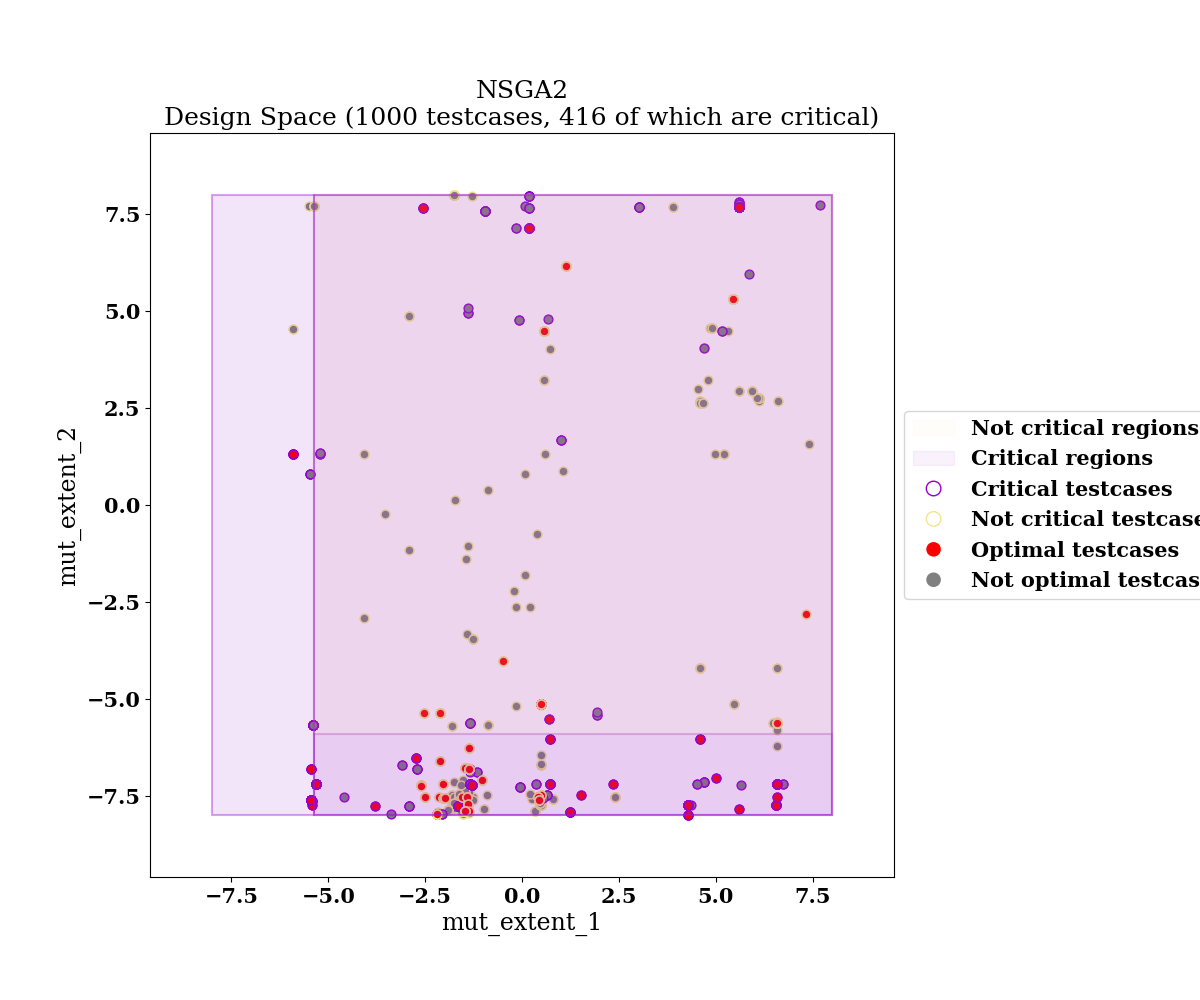 NSGA2
Design Space (1000 testcases, 416 of which are critical)
7.5
5.0
2.5
0.0
−2.5
−5.0
−7.5
mut_extent_2
−7.5
−5.0
−2.5
0.0
2.5
5.0
7.5
mut_extent_1
Not critical regions
Critical regions
Critical testcases
Not critical testcase
Optimal testcases
Not optimal testcas